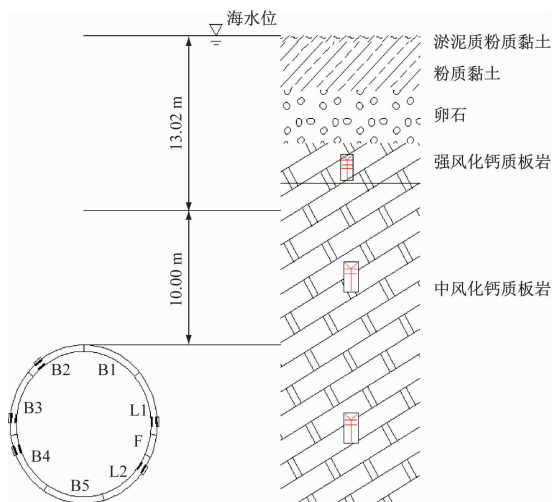 海水位
淤泥质粉质黏土
粉质黏土
卵石
强风化钙质板岩
中风化钙质板岩
13.02 m
10.00 m
B2 B1
B3 L1
F
B4 L2
B5